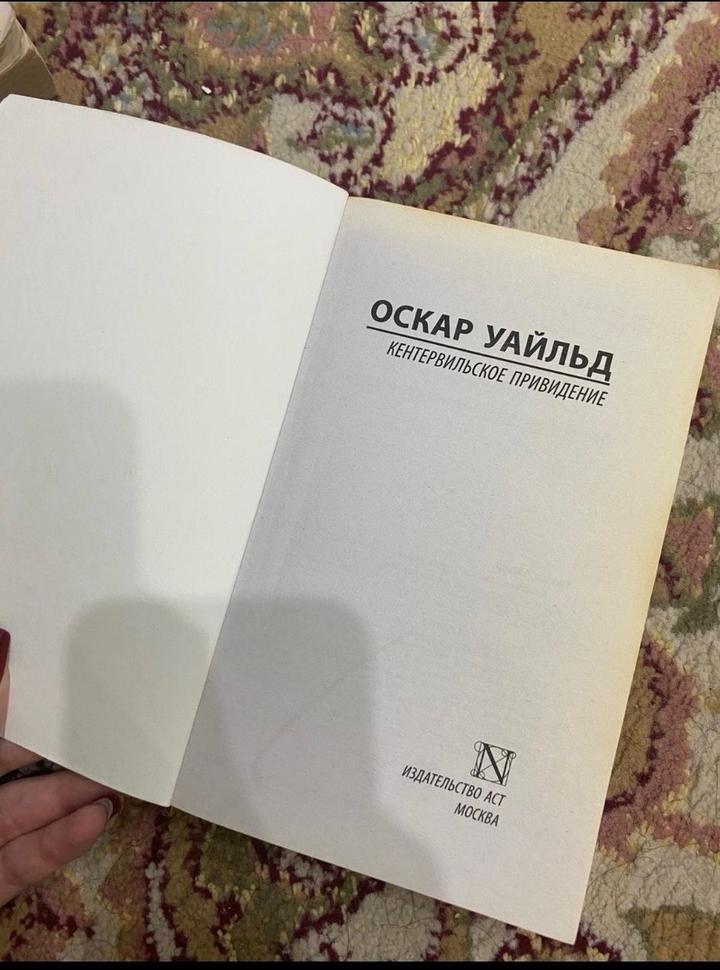 ОСКАР УАЙЛЬД
КЕНТЕРВИЛЬСКОЕ ПРИВИДЕНИЕ
N
ИЗДАТЕЛЬСТВО АСТ
МОСКВА